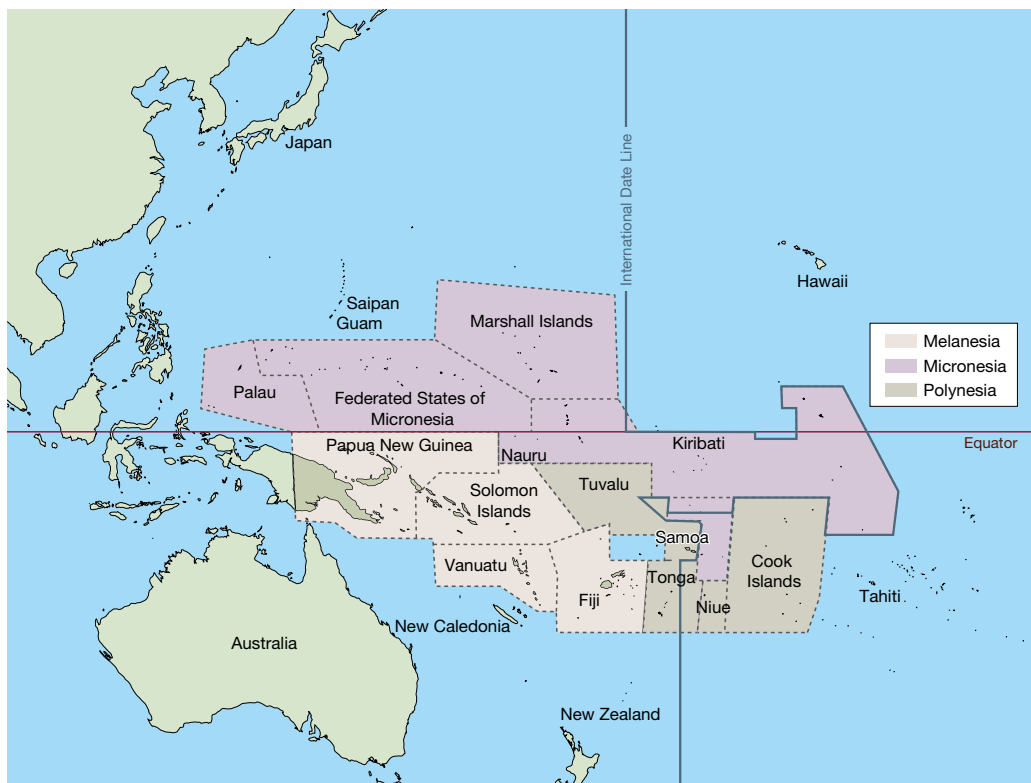 Japan
International Date Line
Hawaii
Saipan
Guam
Marshall Islands
Melanesia
Micronesia
Polynesia
Palau
Federated States of
Micronesia
Equator
Papua New Guinea
Nauru
Kiribati
Tuvalu
Solomon
Islands
Samoa
Vanuatu
Cook
Islands
Tonga
Fiji
Niue
Tahiti
New Caledonia
Australia
New Zealand